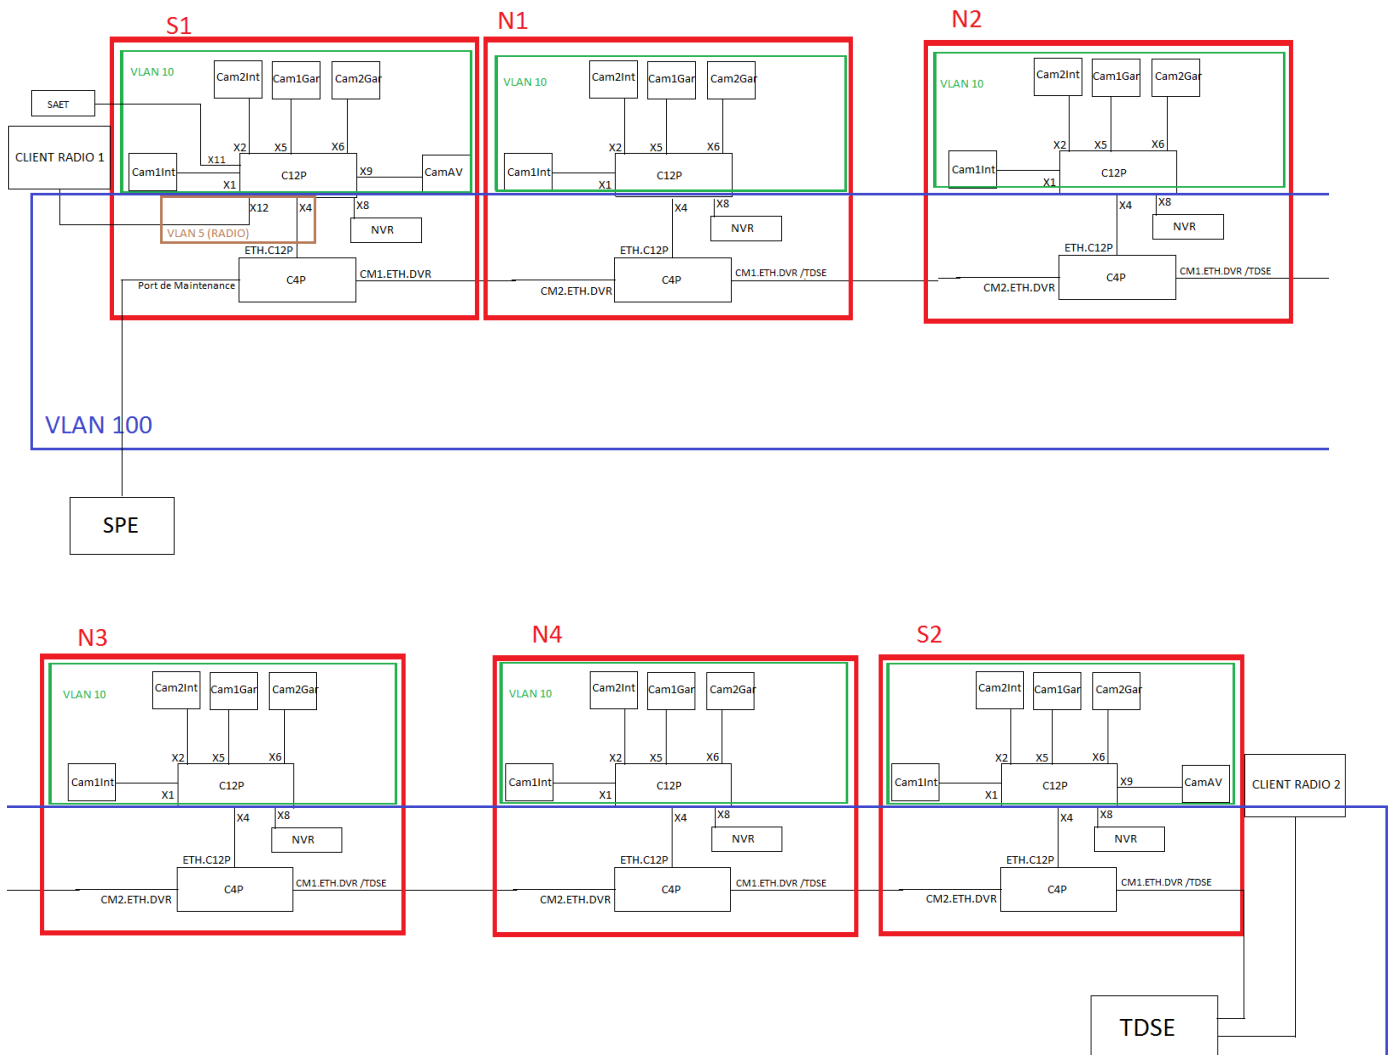 S1
N1
N2
VLAN 10
Cam2Int
Cam1Gar
Cam2Gar
SAET
CLIENT RADIO 1
X2
X5
X6
X11
Cam1Int
X1
C12P
X9
CamAV
X12
X4
X8
VLAN 5 (RADIO)
NVR
ETH.C12P
Port de Maintenance
C4P
CM1.ETH.DVR
VLAN 10
Cam2Int
Cam1Gar
Cam2Gar
X2
X5
X6
Cam1Int
X1
C12P
X4
X8
NVR
ETH.C12P
CM2.ETH.DVR
C4P
CM1.ETH.DVR /TDSE
VLAN 10
Cam2Int
Cam1Gar
Cam2Gar
X2
X5
X6
Cam1Int
X1
C12P
X4
X8
NVR
ETH.C12P
CM2.ETH.DVR
C4P
CM1.ETH.DVR /TDSE
VLAN 100
SPE
N3
N4
S2
VLAN 10
Cam2Int
Cam1Gar
Cam2Gar
X2
X5
X6
Cam1Int
X1
C12P
X4
X8
NVR
ETH.C12P
CM2.ETH.DVR
C4P
CM1.ETH.DVR /TDSE
VLAN 10
Cam2Int
Cam1Gar
Cam2Gar
X2
X5
X6
Cam1Int
X1
C12P
X4
X8
NVR
ETH.C12P
CM2.ETH.DVR
C4P
CM1.ETH.DVR /TDSE
Cam2Int
Cam1Gar
Cam2Gar
X2
X5
X6
Cam1Int
X1
C12P
X9
CamAV
CLIENT RADIO 2
X4
X8
NVR
ETH.C12P
CM2.ETH.DVR
C4P
CM1.ETH.DVR /TDSE
TDSE